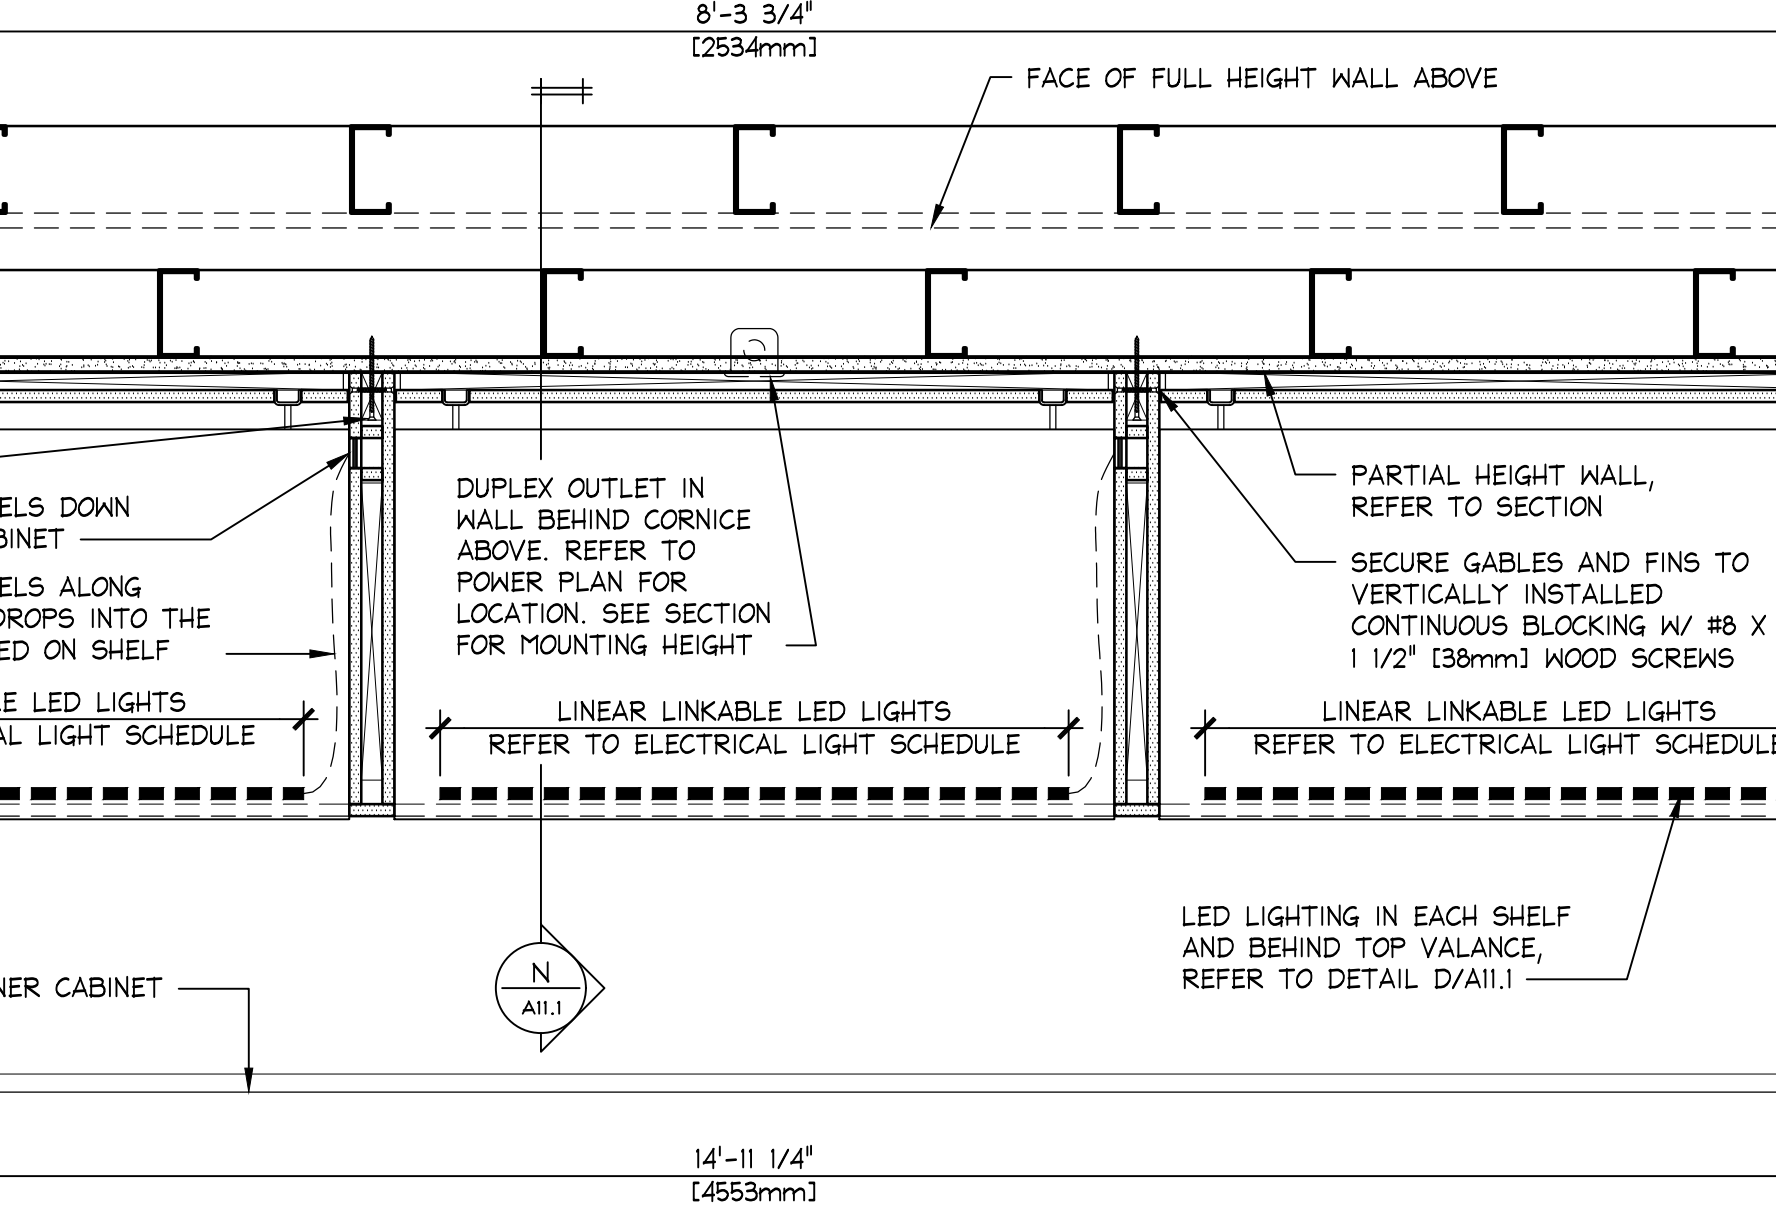 8'-3 3/4"
[2534mm]
FACE OF FULL HEIGHT WALL ABOVE
DUPLEX OUTLET IN
WALL BEHIND CORNICE
ABOVE. REFER TO
POWER PLAN FOR
LOCATION. SEE SECTION
FOR MOUNTING HEIGHT
PARTIAL HEIGHT WALL,
REFER TO SECTION
SECURE GABLES AND FINS TO
VERTICALLY INSTALLED
CONTINUOUS BLOCKING W/ #8 X
1 1/2" [38mm] WOOD SCREWS
ELS DOWN
BINET
ELS ALONG
DROPS INTO THE
ED ON SHELF
E LED LIGHTS
AL LIGHT SCHEDULE
LINEAR LINKABLE LED LIGHTS
REFER TO ELECTRICAL LIGHT SCHEDULE
LINEAR LINKABLE LED LIGHTS
REFER TO ELECTRICAL LIGHT SCHEDULE
LED LIGHTING IN EACH SHELF
AND BEHIND TOP VALANCE,
REFER TO DETAIL D/A11.1
NER CABINET
N
A11.1
14'-11 1/4"
[4553mm]